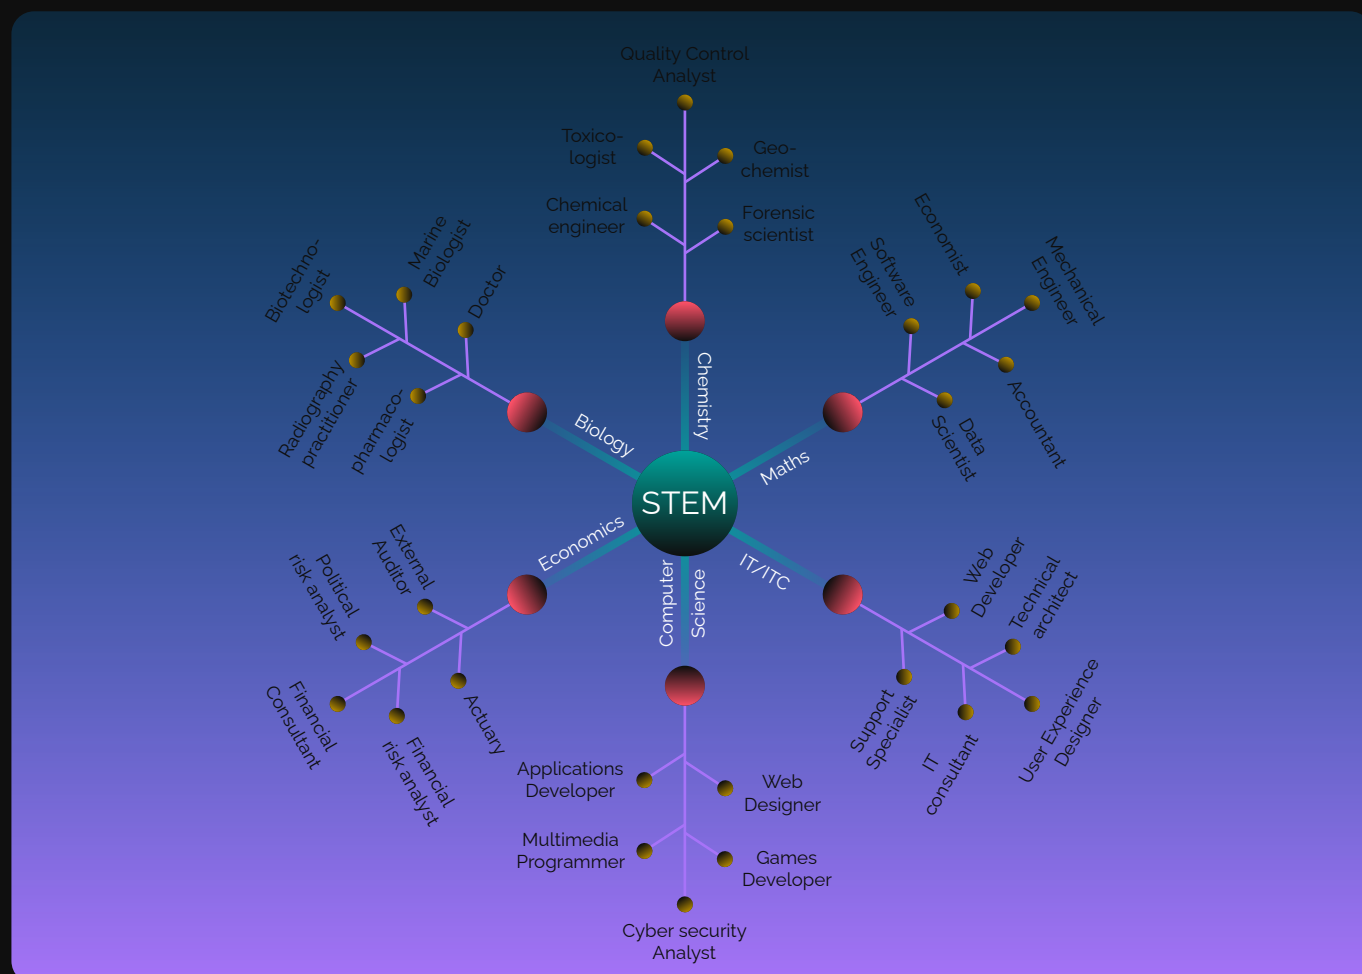 Quality Control
Analyst
Toxico-
logist
Geo-
chemist
Chemical
engineer
Forensic
scientist
Chemistry
Biotechno-
logist
Marine
Biologist
Doctor
Radiography
practitioner
pharmaco-
logist
Biology
Software
Engineer
Economist
Mechanical
Engineer
Accountant
Data
Scientist
Maths
STEM
Economics
External
Auditor
Political
risk analyst
Financial
Consultant
Financial
risk analyst
Actuary
Computer
Science
IT/ITC
Web
Developer
Technical
architect
User Experience
Designer
IT
consultant
Support
Specialist
Applications
Developer
Web
Designer
Multimedia
Programmer
Games
Developer
Cyber security
Analyst